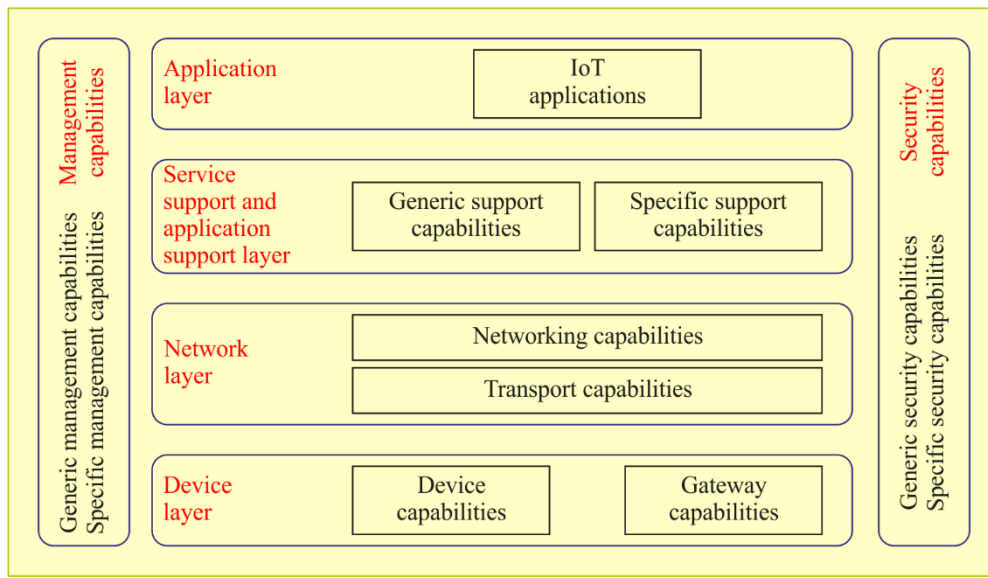 Management
capabilities
Generic management capabilities
Specific management capabilities
Application
layer
IoT
applications
Service
support and
application
support layer
Generic support
capabilities
Specific support
capabilities
Network
layer
Networking capabilities
Transport capabilities
Device
layer
Device
capabilities
Gateway
capabilities
Security
capabilities
Generic security capabilities
Specific security capabilities